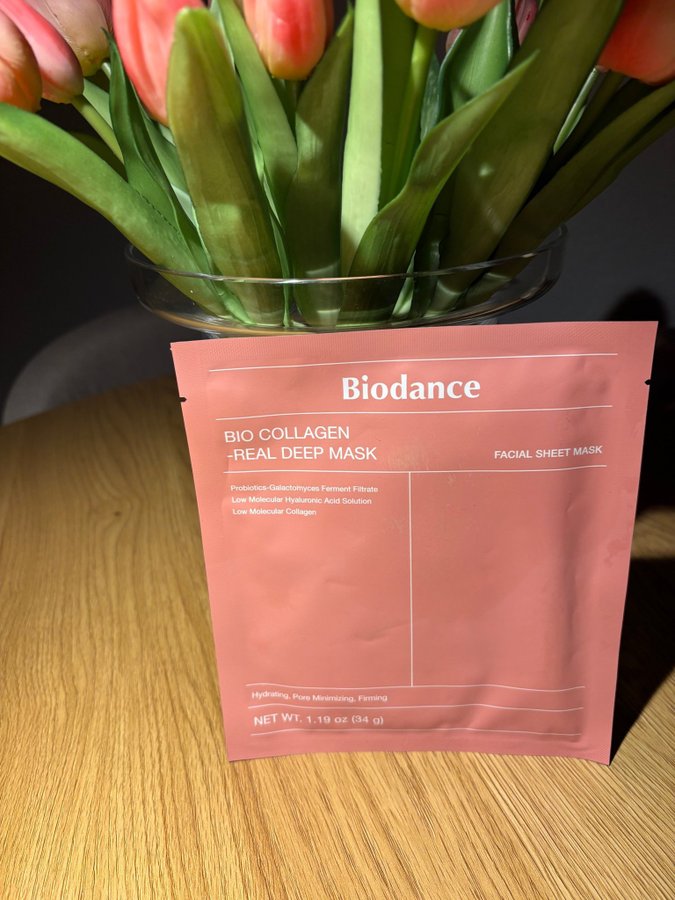 Biodance
BIO COLLAGEN
-REAL DEEP MASK
FACIAL SHEET MASK
Probiotics-Galactomyces Ferment Filtrate
Low Molecular Hyaluronic Acid Solution
Low Molecular Collagen
Hydrating, Pore Minimizing, Firming
NET WT. 1.19 oz (34 g)